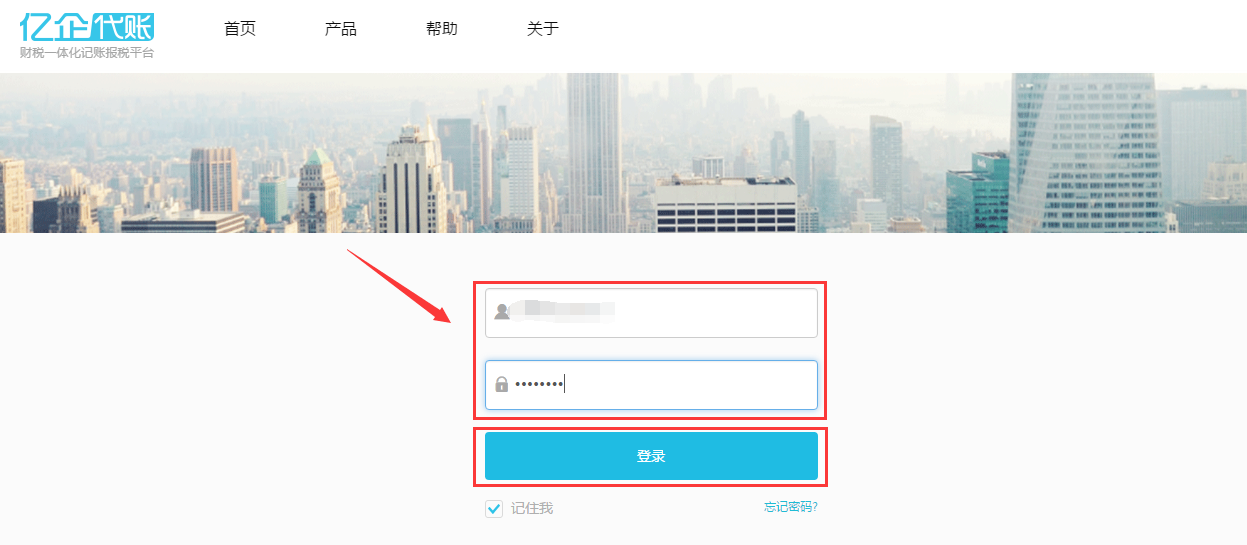 亿企代账
财税一体化记账报税平台
首页 产品 帮助 关于
••••••••
登录
记住我 忘记密码?